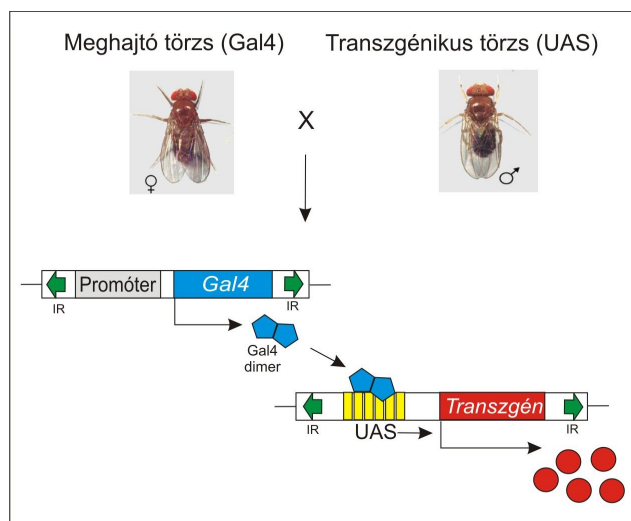 Meghajtó törzs (Gal4)
Transzgénikus törzs (UAS)
♀
X
♂
Promóter
Gal4
IR
IR
Gal4
dimer
Transzgén
IR
UAS
IR